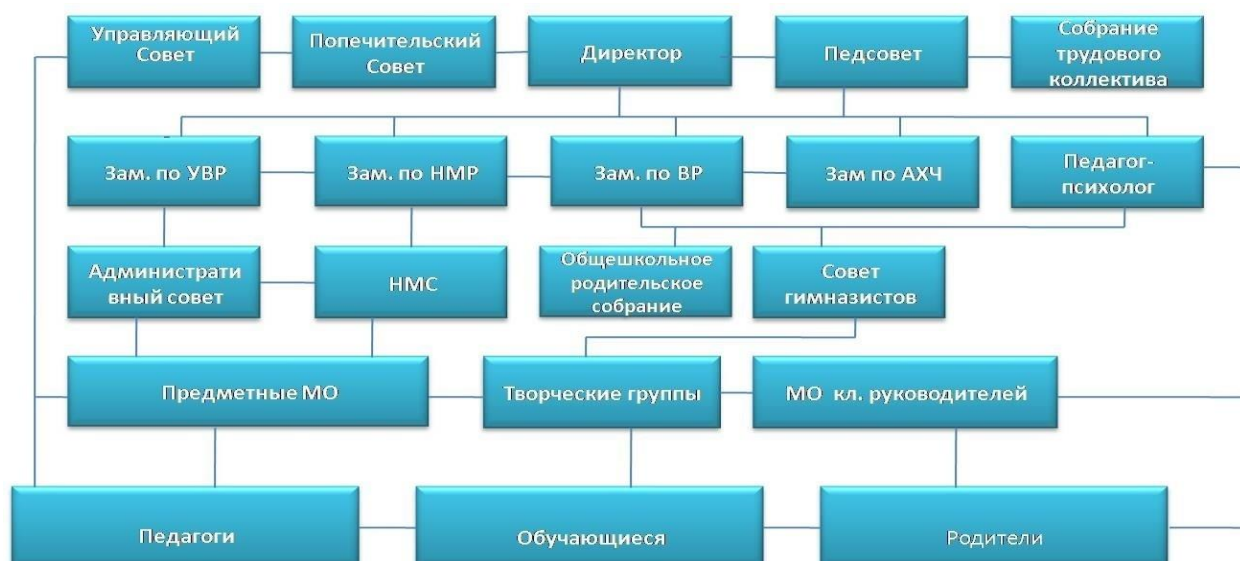 Управляющий
Совет
Попечительский
Совет
Директор
Педсовет
Собрание
трудового
коллектива
Зам. по УВР
Зам. по НМР
Зам. по ВР
Зам по АХЧ
Педагог-
психолог
Администрати
вный совет
НМС
Общешкольное
родительское
собрание
Совет
гимназистов
Предметные МО
Творческие группы
МО кл. руководителей
Педагоги
Обучающиеся
Родители